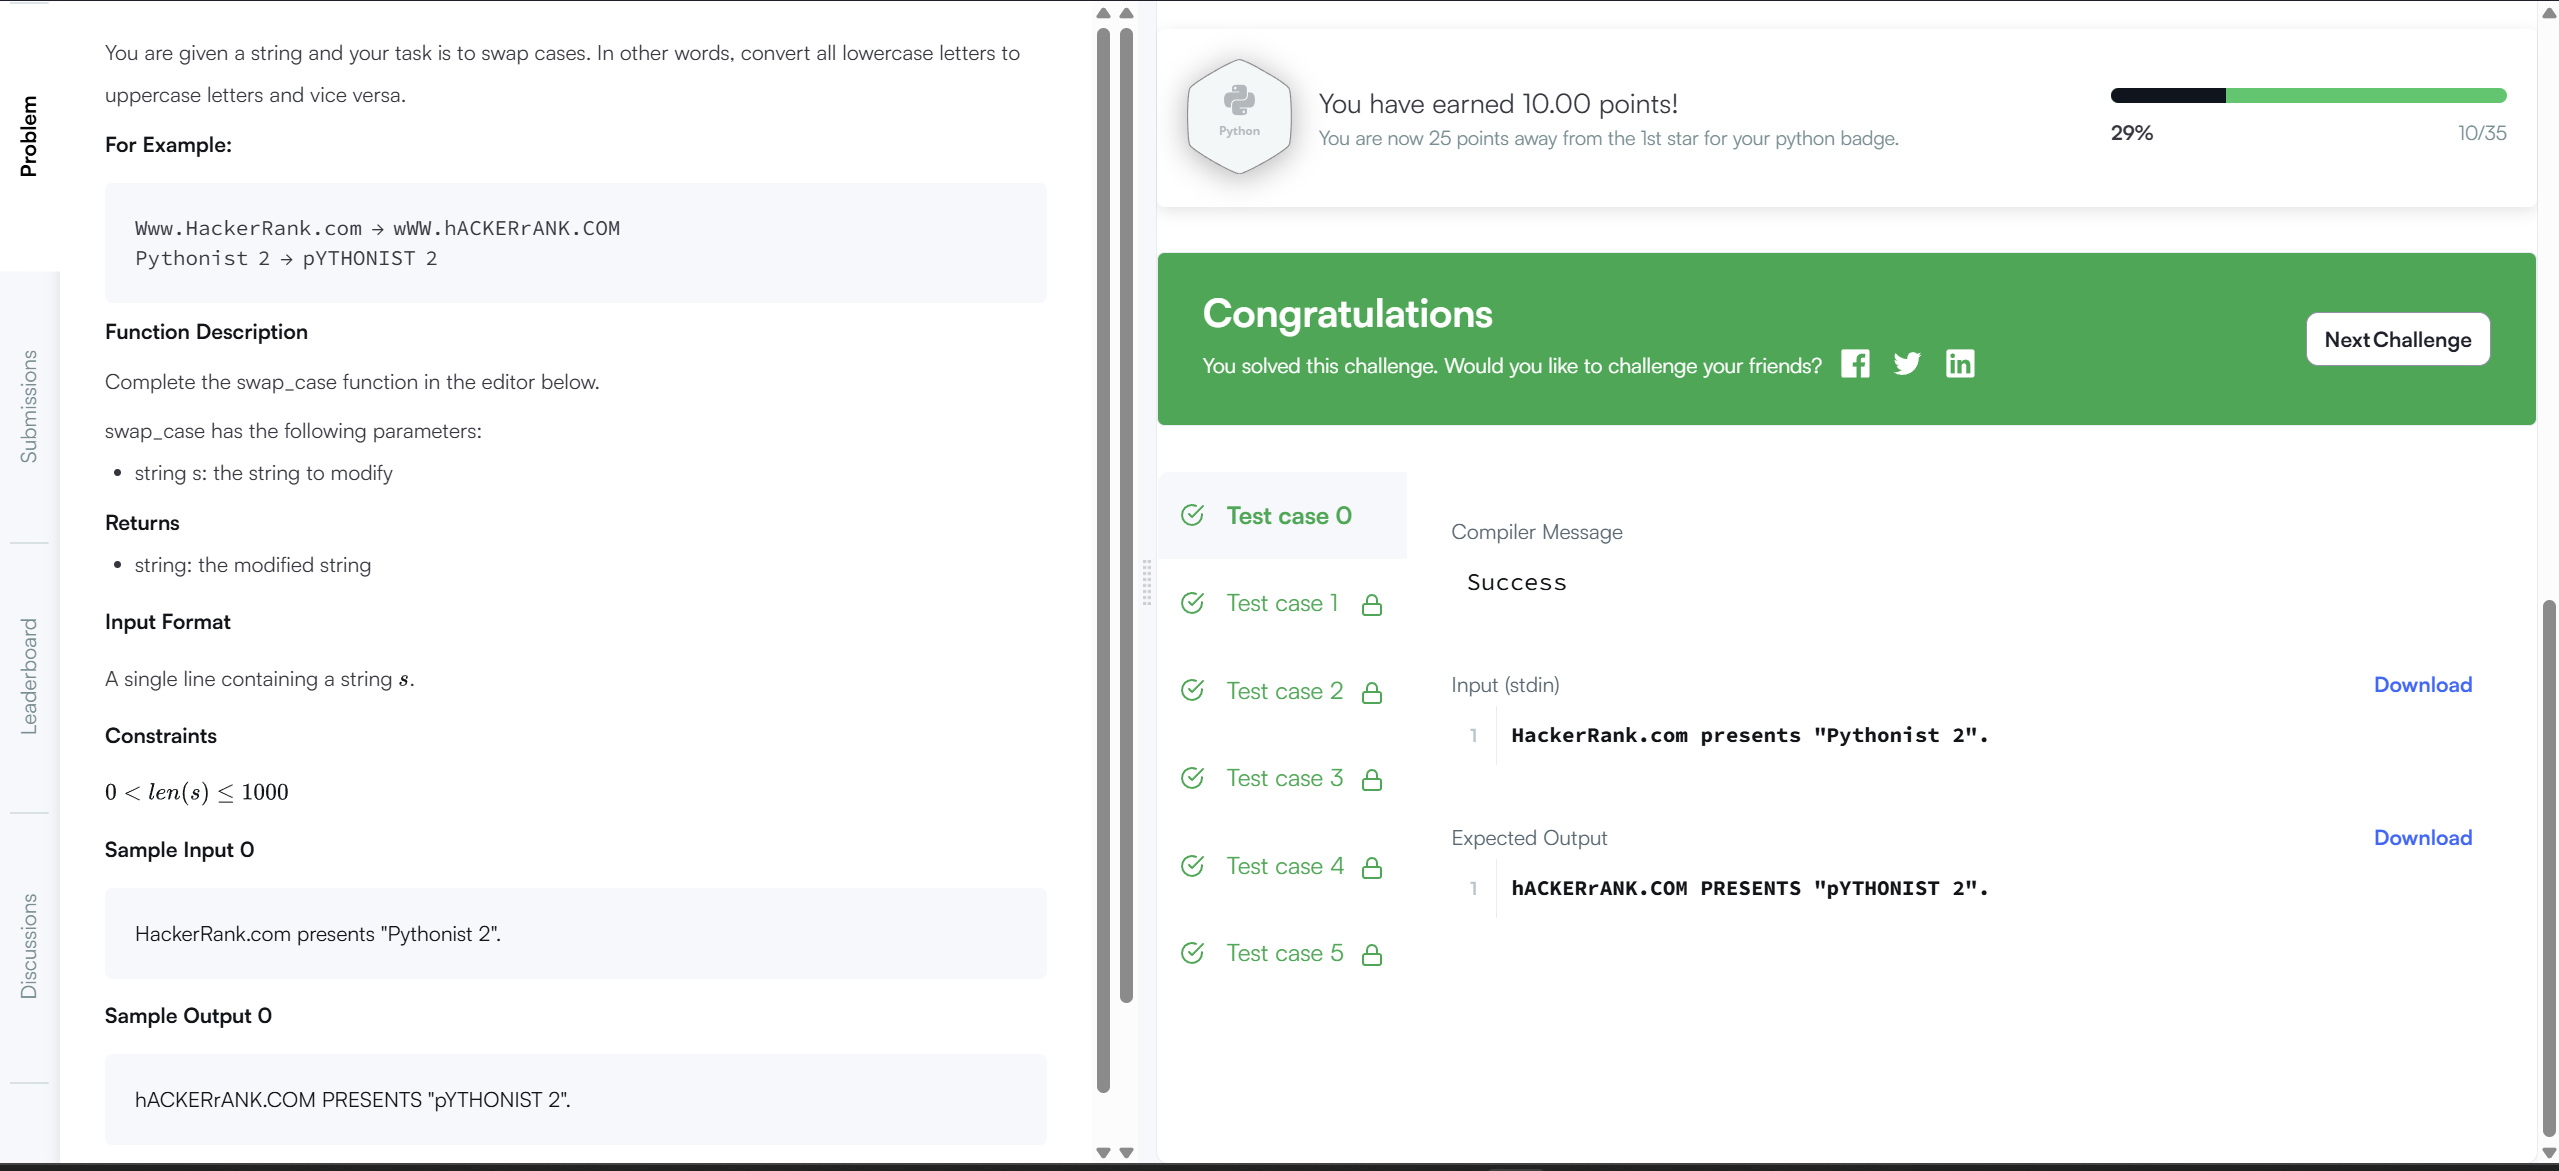 Problem
Submissions
Leaderboard
Discussions
You are given a string and your task is to swap cases. In other words, convert all lowercase letters to
uppercase letters and vice versa.
For Example:
Www.HackerRank.com → wWW.hACKERrANK.COM
Pythonist 2 → pYTHONIST 2
Function Description
Complete the swap_case function in the editor below.
swap_case has the following parameters:
• string s: the string to modify
Returns
• string: the modified string
Input Format
A single line containing a string s.
Constraints
0 < len(s) ≤ 1000
Sample Input 0
HackerRank.com presents "Pythonist 2".
Sample Output 0
hACKERrANK.COM PRESENTS "pYTHONIST 2".
Python
You have earned 10.00 points!
You are now 25 points away from the 1st star for your python badge.
29%
10/35
Congratulations
You solved this challenge. Would you like to challenge your friends?
Next Challenge
Test case 0
Test case 1
Test case 2
Test case 3
Test case 4
Test case 5
Compiler Message
Success
Input (stdin)
Download
1 HackerRank.com presents "Pythonist 2".
Expected Output
Download
1 hACKERrANK.COM PRESENTS "pYTHONIST 2".